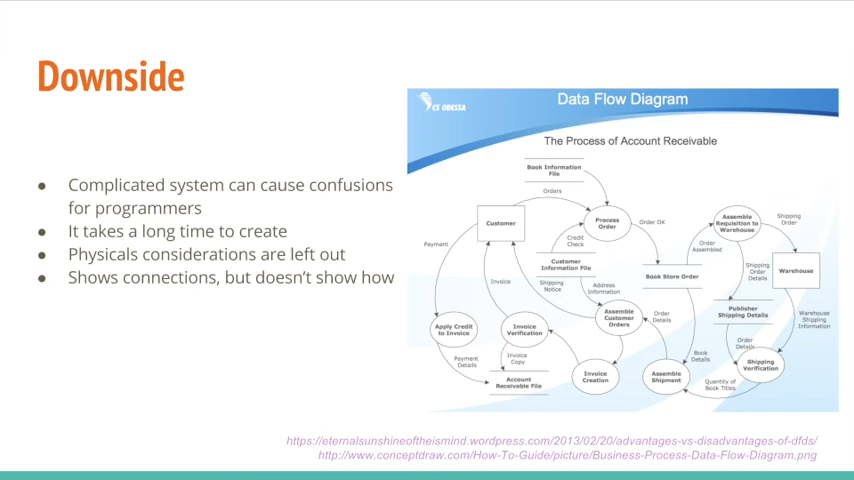 Downside
● Complicated system can cause confusions
for programmers
● It takes a long time to create
● Physicals considerations are left out
● Shows connections, but doesn't show how
CS ODESSA
Data Flow Diagram
The Process of Account Receivable
Book Information
File
Orders
Customer
Process
Order
Order OK
Assemble
Requisition to
Warehouse
Shipping
Order
Payment
Credit
Check
Order
Assembled
Customer
Information File
Book Store Order
Shipping
Order
Details
Warehouse
Invoice
Shipping
Notice
Address
Information
Publisher
Shipping Details
Warehouse
Shipping
Information
Apply Credit
to Invoice
Invoice
Verification
Assemble
Customer
Orders
Order
Details
Order
Details
Payment
Details
Invoice
Copy
Book
Details
Shipping
Verification
Account
Receivable File
Invoice
Creation
Assemble
Shipment
Quantity of
Book Titles
https://eternalsunshineoftheismind.wordpress.com/2013/02/20/advantages-vs-disadvantages-of-dfds/
http://www.conceptdraw.com/How-To-Guide/picture/Business-Process-Data-Flow-Diagram.png